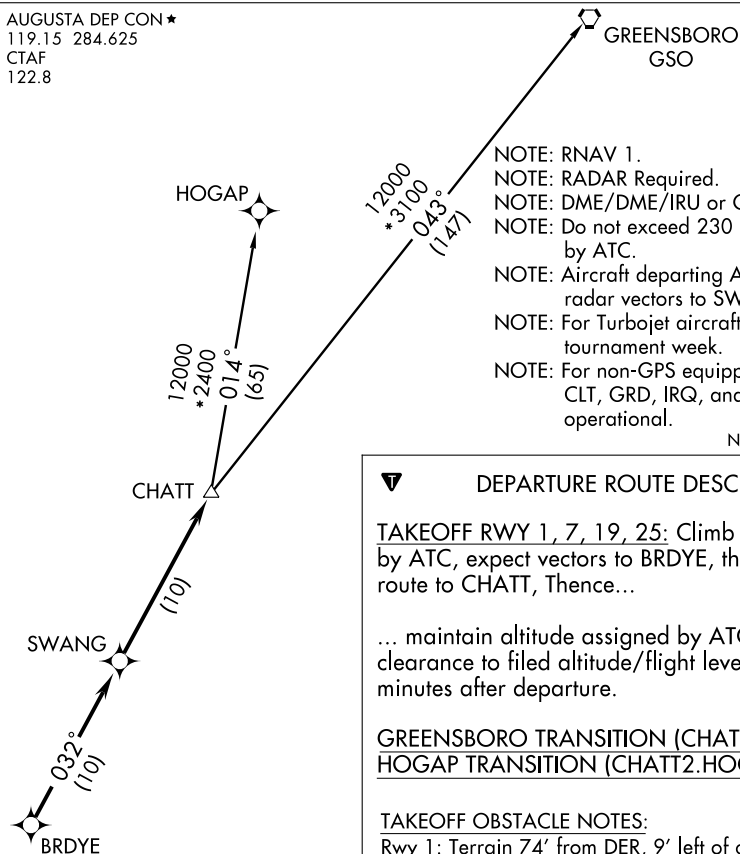 AUGUSTA DEP CON ★
119.15 284.625
CTAF
122.8
GREENSBORO
GSO
12000
*3100
043°
(147)
HOGAP
12000
*2400
014°
(65)
CHATT
(10)
SWANG
032°
(10)
BRDYE
NOTE: RNAV 1.
NOTE: RADAR Required.
NOTE: DME/DME/IRU or
NOTE: Do not exceed 230
by ATC.
NOTE: Aircraft departing
radar vectors to
NOTE: For Turbojet aircraft
tournament week.
NOTE: For non-GPS
CLT, GRD, IRQ, and
operational.
N
T
DEPARTURE ROUTE
TAKEOFF RWY 1, 7, 19, 25: Climb
by ATC, expect vectors to BRDYE,
route to CHATT, Thence...
... maintain altitude assigned by
clearance to filed altitude/flight
minutes after departure.
GREENSBORO TRANSITION
HOGAP TRANSITION
TAKEOFF OBSTACLE NOTES:
Rwy 1: Terrain 74' from DER, 9' left of